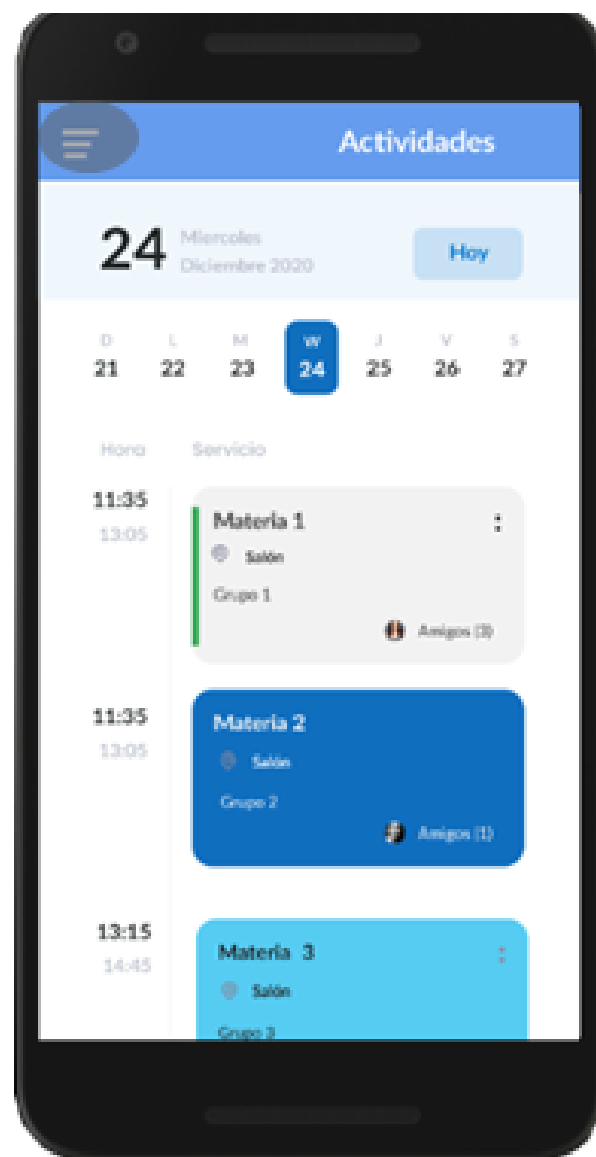 Actividades
24
Miercoles
Diciembre 2020
Hoy
D L M W J V S
21 22 23 24 25 26 27
Hora Servicio
11:35
13:05
Materia 1
Salón
Grupo 1
Amigos (3)
11:35
13:05
Materia 2
Salón
Grupo 2
Amigos (1)
13:15
14:45
Materia 3
Salón
Grupo 3